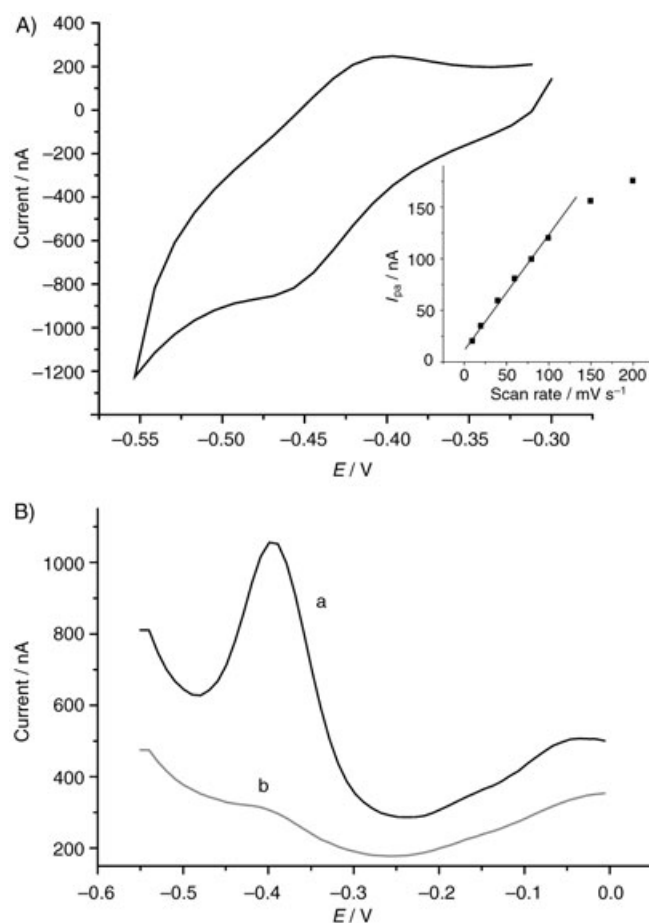 A)
400
200
0
−200
−400
−600
−800
−1000
−1200
Current / nA
−0.55 −0.50 −0.45 −0.40 −0.35 −0.30
E / V
150
100
50
0
I pa / nA
0 50 100 150 200
Scan rate / mV s⁻¹
B)
1000
800
600
400
200
Current / nA
a
b
−0.6 −0.5 −0.4 −0.3 −0.2 −0.1 0.0
E / V